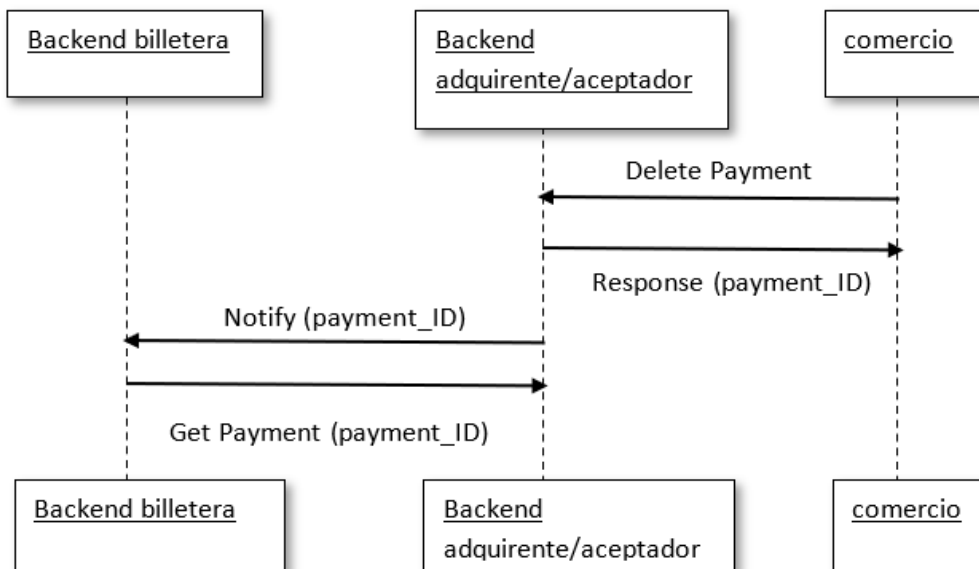 Backend billetera
Backend
adquirente/aceptador
comercio
Delete Payment
Response (payment_ID)
Notify (payment_ID)
Get Payment (payment_ID)
Backend billetera
Backend
adquirente/aceptador
comercio